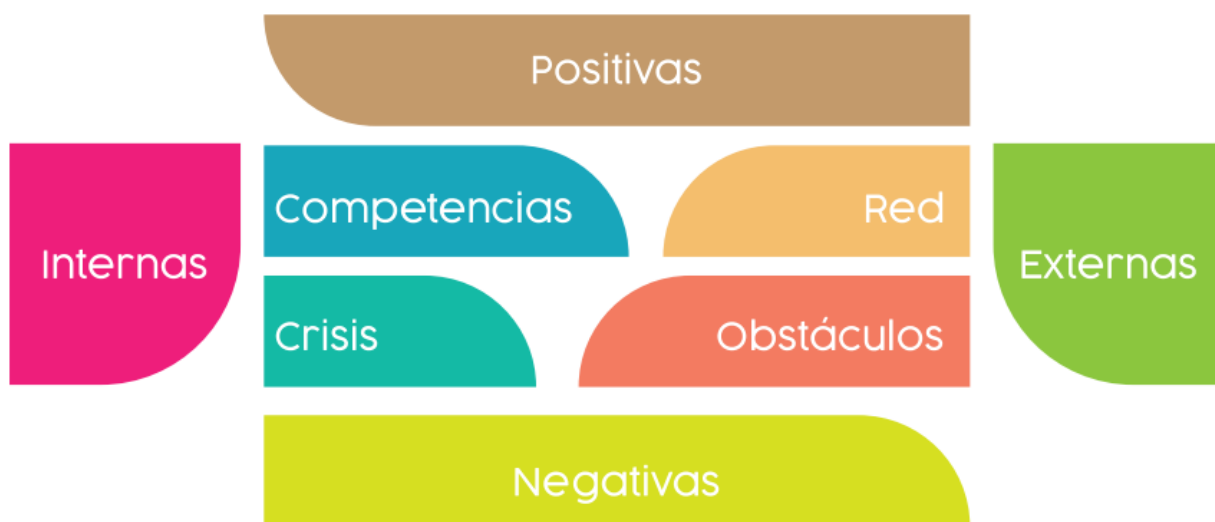 Positivas
Competencias
Red
Internas
Externas
Crisis
Obstáculos
Negativas